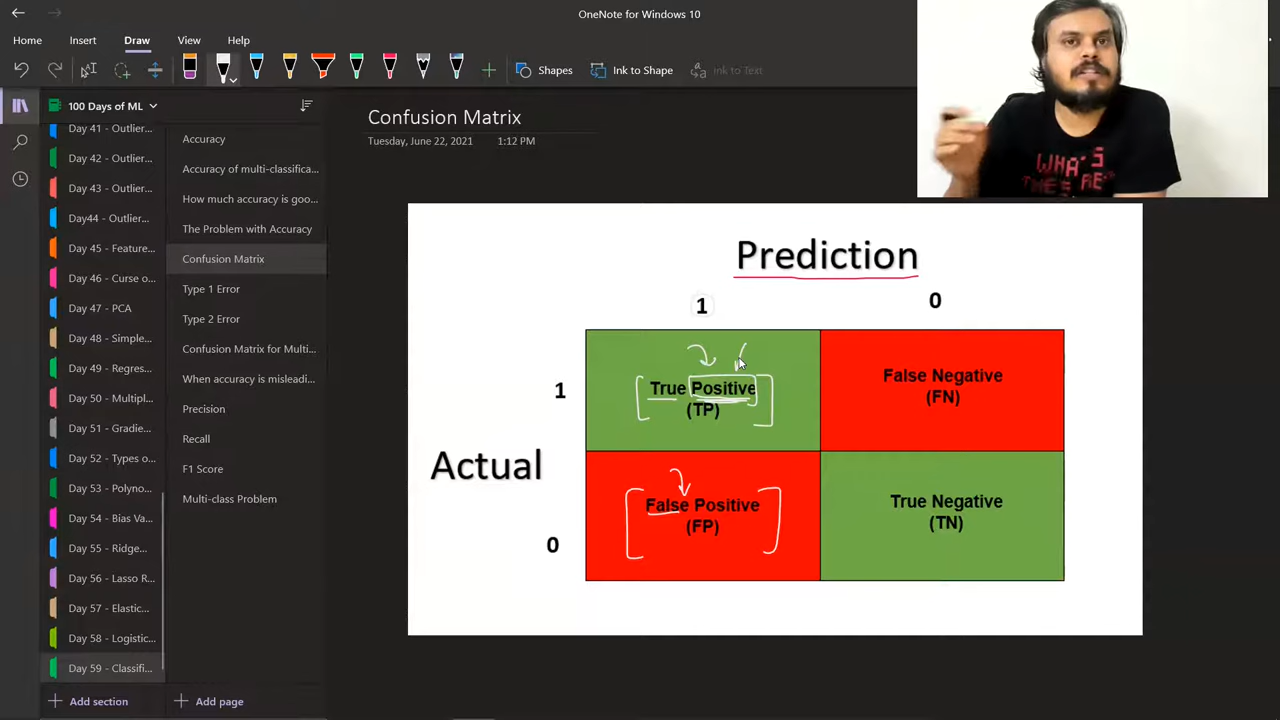 OneNote for Windows 10
Home
Insert
Draw
View
Help
Shapes
Ink to Shape
Ink to Text
100 Days of ML
Day 41 - Outlier...
Day 42 - Outlier...
Day 43 - Outlier...
Day44 - Outlier...
Day 45 - Feature...
Day 46 - Curse o...
Day 47 - PCA
Day 48 - Simple...
Day 49 - Regres...
Day 50 - Multipl...
Day 51 - Gradie...
Day 52 - Types o...
Day 53 - Polyno...
Day 54 - Bias Va...
Day 55 - Ridge...
Day 56 - Lasso R...
Day 57 - Elastic...
Day 58 - Logistic...
Day 59 - Classifi...
Add section
Accuracy
Accuracy of multi-classifica...
How much accuracy is goo...
The Problem with Accuracy
Confusion Matrix
Type 1 Error
Type 2 Error
Confusion Matrix for Multi...
When accuracy is misleadi...
Precision
Recall
F1 Score
Multi-class Problem
Add page
Confusion Matrix
Tuesday, June 22, 2021 1:12 PM
WHAT'S
Prediction
1 0
1
True Positive
(TP)
False Negative
(FN)
Actual
0
False Positive
(FP)
True Negative
(TN)